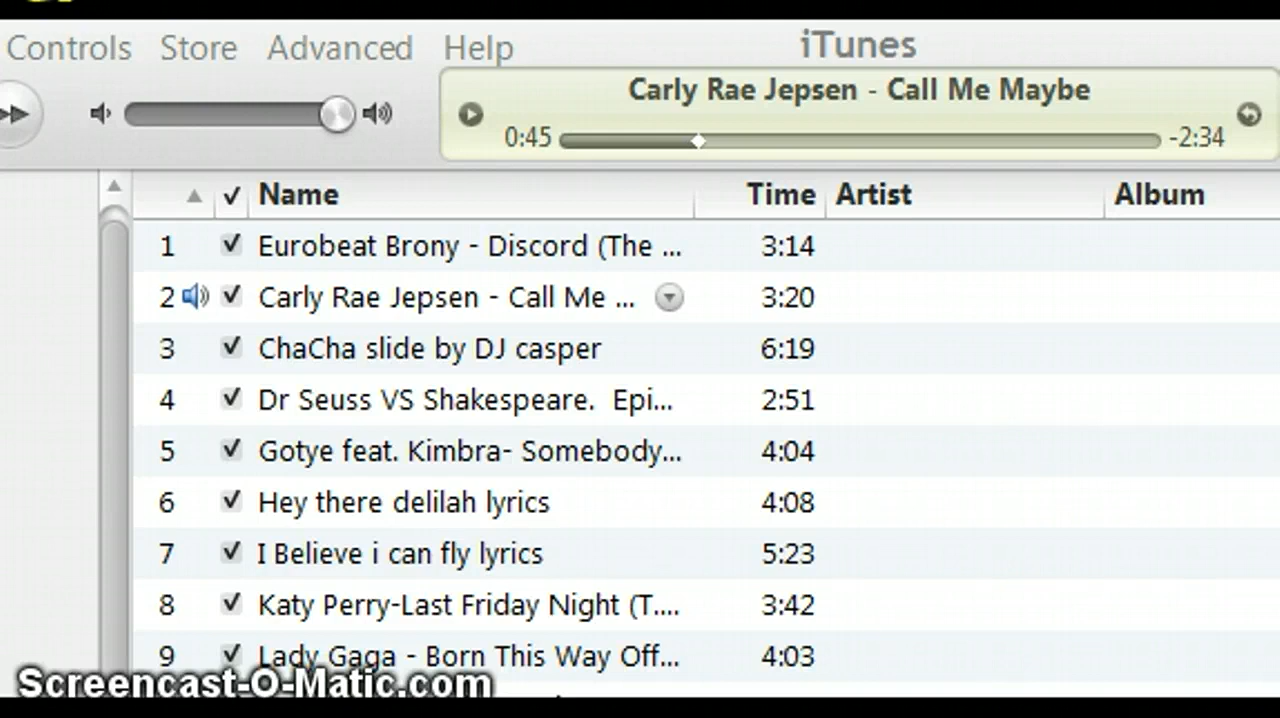 Controls Store Advanced Help iTunes
Carly Rae Jepsen - Call Me Maybe
0:45 -2:34
Name Time Artist Album
1 Eurobeat Brony - Discord (The ... 3:14
2 Carly Rae Jepsen - Call Me ... 3:20
3 ChaCha slide by DJ casper 6:19
4 Dr Seuss VS Shakespeare.  Epi... 2:51
5 Gotye feat. Kimbra- Somebody... 4:04
6 Hey there delilah lyrics 4:08
7 I Believe i can fly lyrics 5:23
8 Katy Perry-Last Friday Night (T.... 3:42
9 Lady Gaga - Born This Way Off... 4:03
Screencast-O-Matic.com